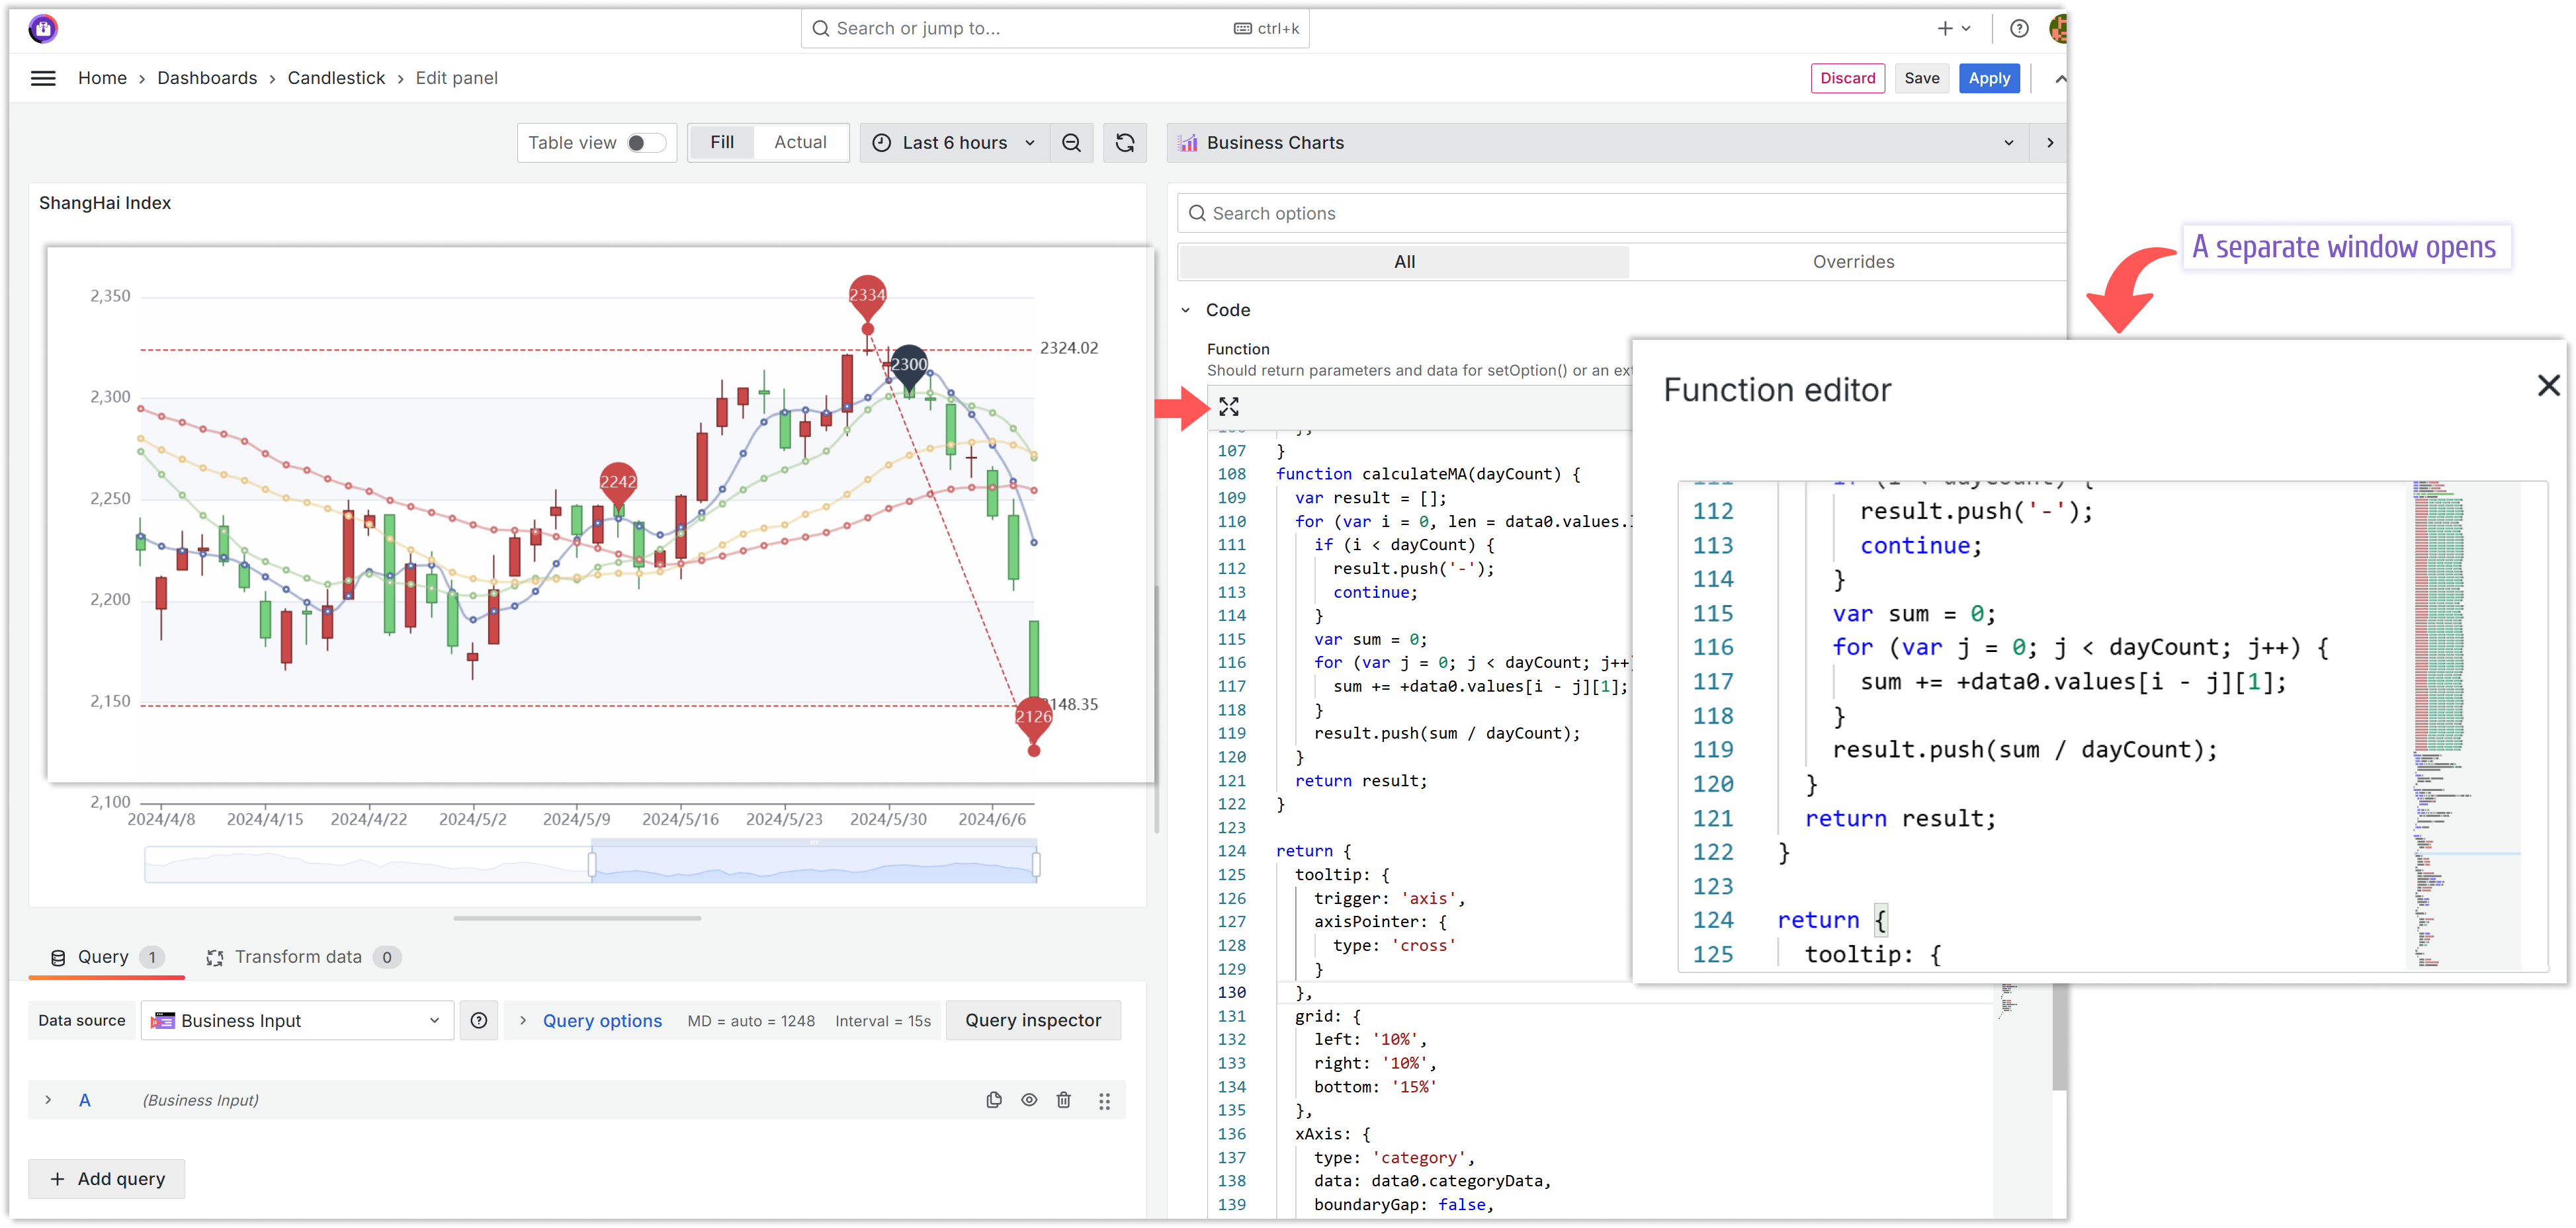 Search or jump to...
ctrl+k
Home › Dashboards › Candlestick › Edit panel
Discard
Save
Apply
Table view
Fill
Actual
Last 6 hours
Business Charts
ShangHai Index
2,350
2,300
2,250
2,200
2,150
2,100
2334
2324.02
2300
2242
148.35
2126
2024/4/8
2024/4/15
2024/4/22
2024/5/2
2024/5/9
2024/5/16
2024/5/23
2024/5/30
2024/6/6
Query 1
Transform data 0
Data source
Business Input
Query options
MD = auto = 1248
Interval = 15s
Query inspector
A
(Business Input)
+ Add query
Search options
All
Overrides
Code
Function
Should return parameters and data for setOption() or an ext
107 }
108 function calculateMA(dayCount) {
109 var result = [];
110 for (var i = 0, len = data0.values.
111 if (i < dayCount) {
112 result.push('-');
113 continue;
114 }
115 var sum = 0;
116 for (var j = 0; j < dayCount; j++)
117 sum += +data0.values[i - j][1];
118 }
119 result.push(sum / dayCount);
120 }
121 return result;
122 }
123
124 return {
125 tooltip: {
126 trigger: 'axis',
127 axisPointer: {
128 type: 'cross'
129 }
130 },
131 grid: {
132 left: '10%',
133 right: '10%',
134 bottom: '15%'
135 },
136 xAxis: {
137 type: 'category',
138 data: data0.categoryData,
139 boundaryGap: false,
A separate window opens
Function editor
112 result.push('-');
113 continue;
114 }
115 var sum = 0;
116 for (var j = 0; j < dayCount; j++) {
117 sum += +data0.values[i - j][1];
118 }
119 result.push(sum / dayCount);
120 }
121 return result;
122 }
123
124 return {
125 tooltip: {